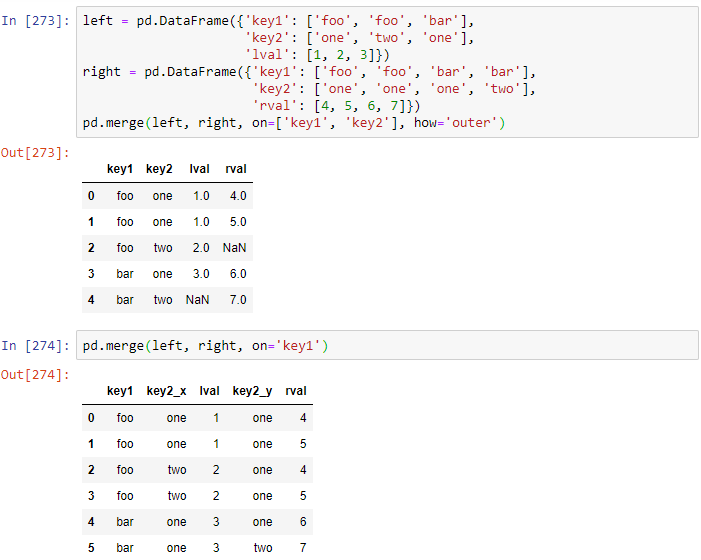 In [273]: left = pd.DataFrame({'key1': ['foo', 'foo', 'bar'],
'key2': ['one', 'two', 'one'],
'lval': [1, 2, 3]})
right = pd.DataFrame({'key1': ['foo', 'foo', 'bar', 'bar'],
'key2': ['one', 'one', 'one', 'two'],
'rval': [4, 5, 6, 7]})
pd.merge(left, right, on=['key1', 'key2'], how='outer')
Out[273]:
key1 key2 lval rval
0 foo one 1.0 4.0
1 foo one 1.0 5.0
2 foo two 2.0 NaN
3 bar one 3.0 6.0
4 bar two NaN 7.0
In [274]: pd.merge(left, right, on='key1')
Out[274]:
key1 key2_x lval key2_y rval
0 foo one 1 one 4
1 foo one 1 one 5
2 foo two 2 one 4
3 foo two 2 one 5
4 bar one 3 one 6
5 bar one 3 two 7